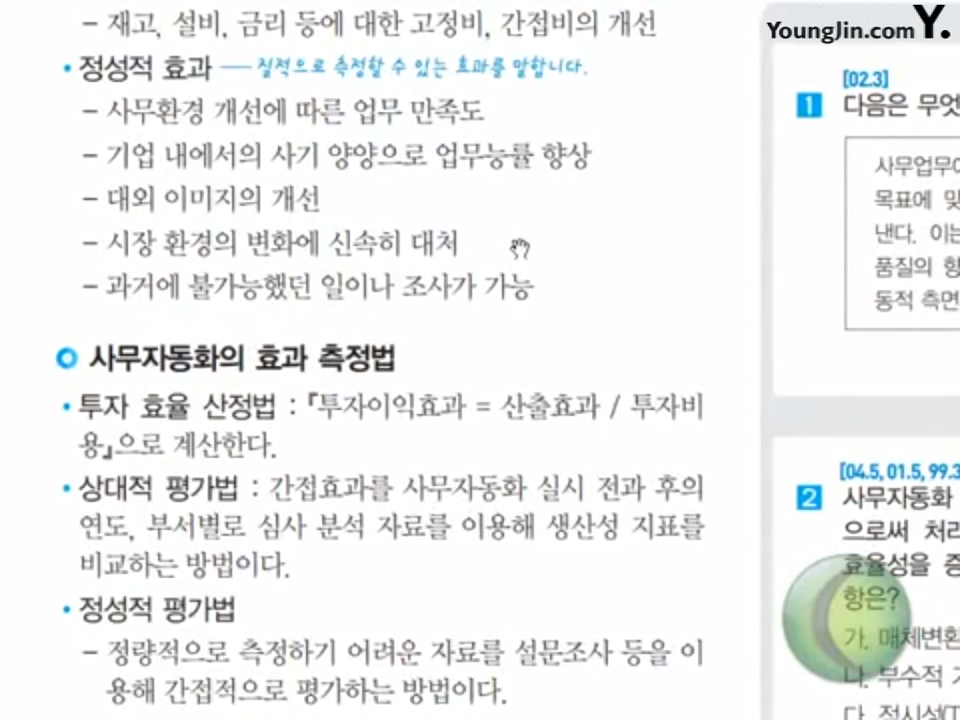 – 재고, 설비, 금리 등에 대한 고정비, 간접비의 개선
• 정성적 효과 — 질적으로 측정할 수 있는 효과를 말합니다.
– 사무환경 개선에 따른 업무 만족도
– 기업 내에서의 사기 양양으로 업무능률 향상
– 대외 이미지의 개선
– 시장 환경의 변화에 신속히 대처
– 과거에 불가능했던 일이나 조사가 가능
사무자동화의 효과 측정법
• 투자 효율 산정법 : 『투자이익효과 = 산출효과 / 투자비
용』으로 계산한다.
• 상대적 평가법 : 간접효과를 사무자동화 실시 전과 후의
연도, 부서별로 심사 분석 자료를 이용해 생산성 지표를
비교하는 방법이다.
• 정성적 평가법
– 정량적으로 측정하기 어려운 자료를 설문조사 등을 이
용해 간접적으로 평가하는 방법이다.
YoungJin.com Y.
[02.3]
1 다음은 무엇
사무업무
목표에 맞
낸다. 이는
품질의 향
동적 측면
[04.5, 01.5, 99.3
2 사무자동화
으로써 처리
효율성을 증
항은?
가. 매체변환
나. 부수적
다. 적시성(T